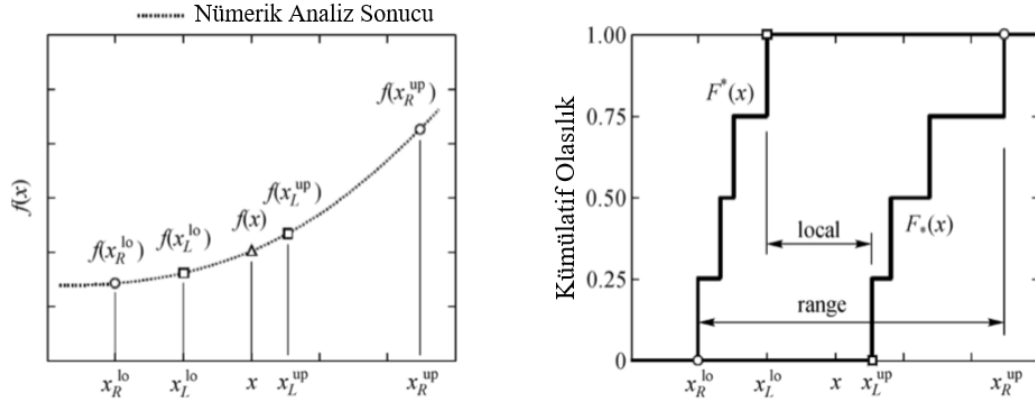 Nümerik Analiz Sonucu
f(x)
f(x_R^lo)
f(x_L^lo)
f(x)
f(x_L^up)
f(x_R^up)
x_R^lo x_L^lo x x_L^up x_R^up
Kümülatif Olasılık
1.00
0.75
0.50
0.25
0
F^*(x)
F_*(x)
local
range
x_R^lo x_L^lo x x_L^up x_R^up